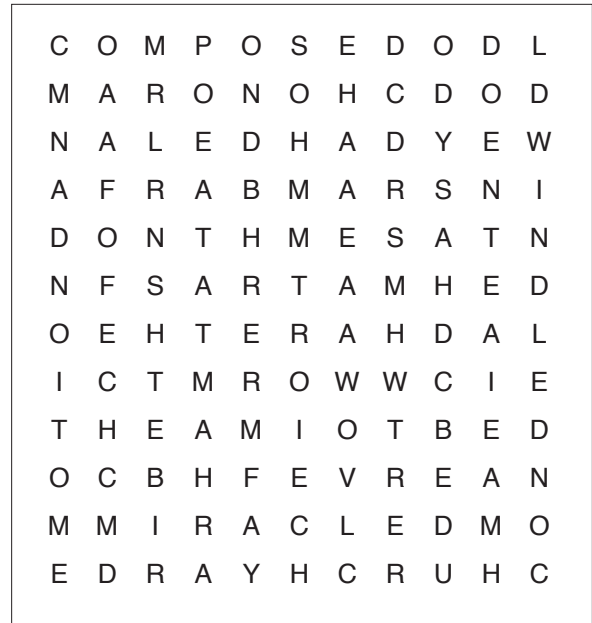 C O M P O S E D O D L
M A R O N O H C D O D
N A L E D H A D Y E W
A F R A B M A R S N I
D O N T H M E S A T N
N F S A R T A M H E D
O E H T E R A H D A L
I C T M R O W W C I E
T H E A M I O T B E D
O C B H F E V R E A N
M M I R A C L E D M O
E D R A Y H C R U H C